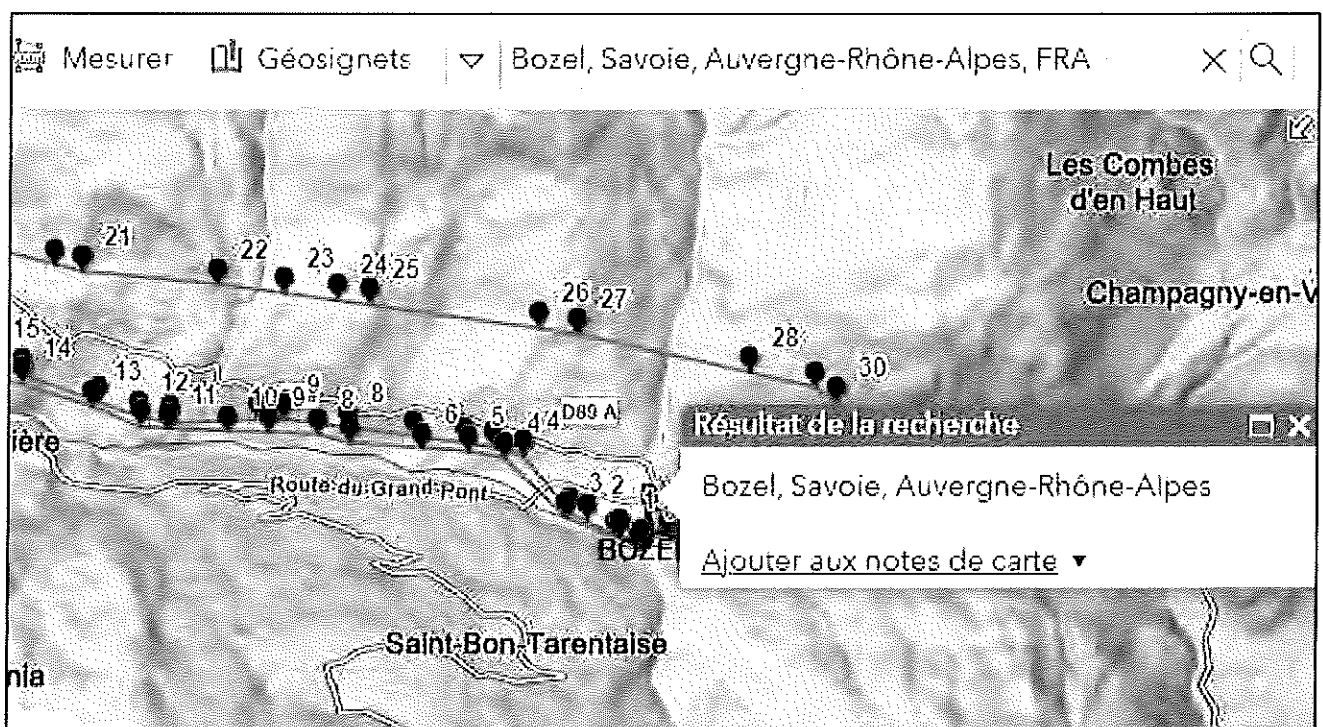 Mesurer Géosignets Bozel, Savoie, Auvergne-Rhône-Alpes, FRA
Les Combes
d'en Haut
21
22
23
24 25
26 27
Champagny-en-V
28
30
15
14
13
12
11
10
9
9
8
8
6
5
4
4
D89 A
ière
Route du Grand Pont
3
2
1
BOZEL
Résultat de la recherche
Bozel, Savoie, Auvergne-Rhône-Alpes
Ajouter aux notes de carte
Saint-Bon-Tarentaise
nia